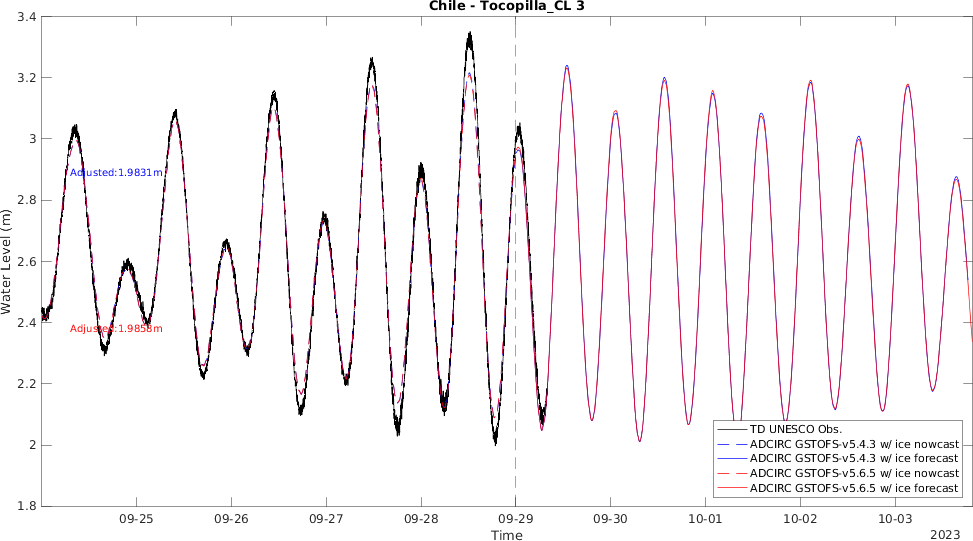 Chile - Tocopilla_CL 3
3.4
3.2
3
2.8
2.6
2.4
2.2
2
1.8
Water Level (m)
Adjusted:1.9831m
Adjusted:1.9858m
TD UNESCO Obs.
ADCIRC GSTOFS-v5.4.3 w/ ice nowcast
ADCIRC GSTOFS-v5.4.3 w/ ice forecast
ADCIRC GSTOFS-v5.6.5 w/ ice nowcast
ADCIRC GSTOFS-v5.6.5 w/ ice forecast
09-25 09-26 09-27 09-28 09-29 09-30 10-01 10-02 10-03
Time
2023